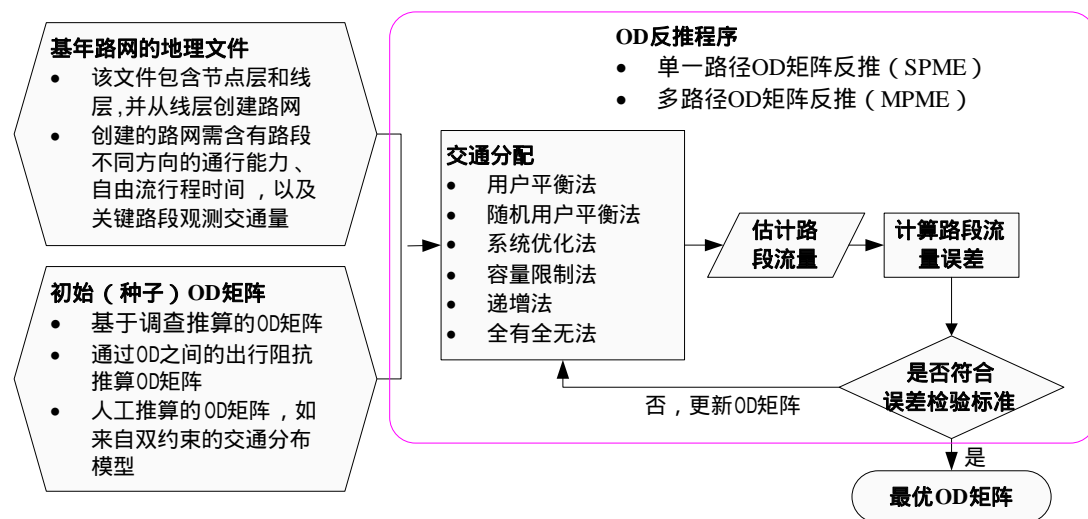 基年路网的地理文件
• 该文件包含节点层和线
层,并从线层创建路网
• 创建的路网需含有路段
不同方向的通行能力、
自由流行程时间，以及
关键路段观测交通量
初始（种子）OD矩阵
• 基于调查推算的OD矩阵
• 通过OD之间的出行阻抗
推算OD矩阵
• 人工推算的OD矩阵，如
来自双约束的交通分布
模型
OD反推程序
• 单一路径OD矩阵反推（SPME）
• 多路径OD矩阵反推（MPME）
交通分配
• 用户平衡法
• 随机用户平衡法
• 系统优化法
• 容量限制法
• 递增法
• 全有全无法
估计路
段流量
计算路段流
量误差
是否符合
误差检验标准
否，更新OD矩阵
是
最优OD矩阵